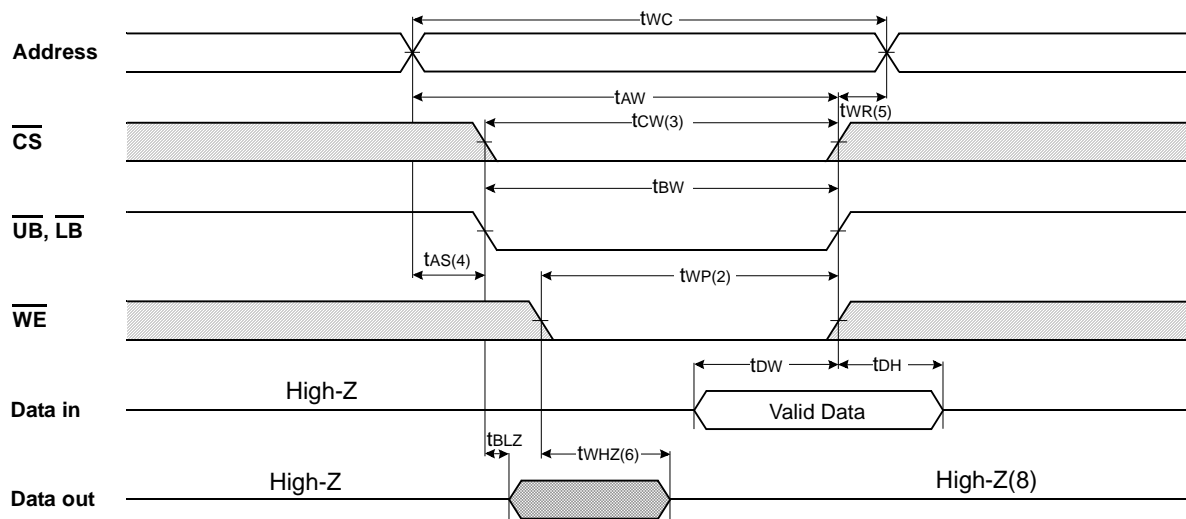 tWC
Address
tAW
tWR(5)
tCW(3)
CS
tBW
UB, LB
tAS(4)
tWP(2)
WE
tDW
tDH
High-Z
Data in
Valid Data
tBLZ
tWHZ(6)
High-Z
High-Z(8)
Data out